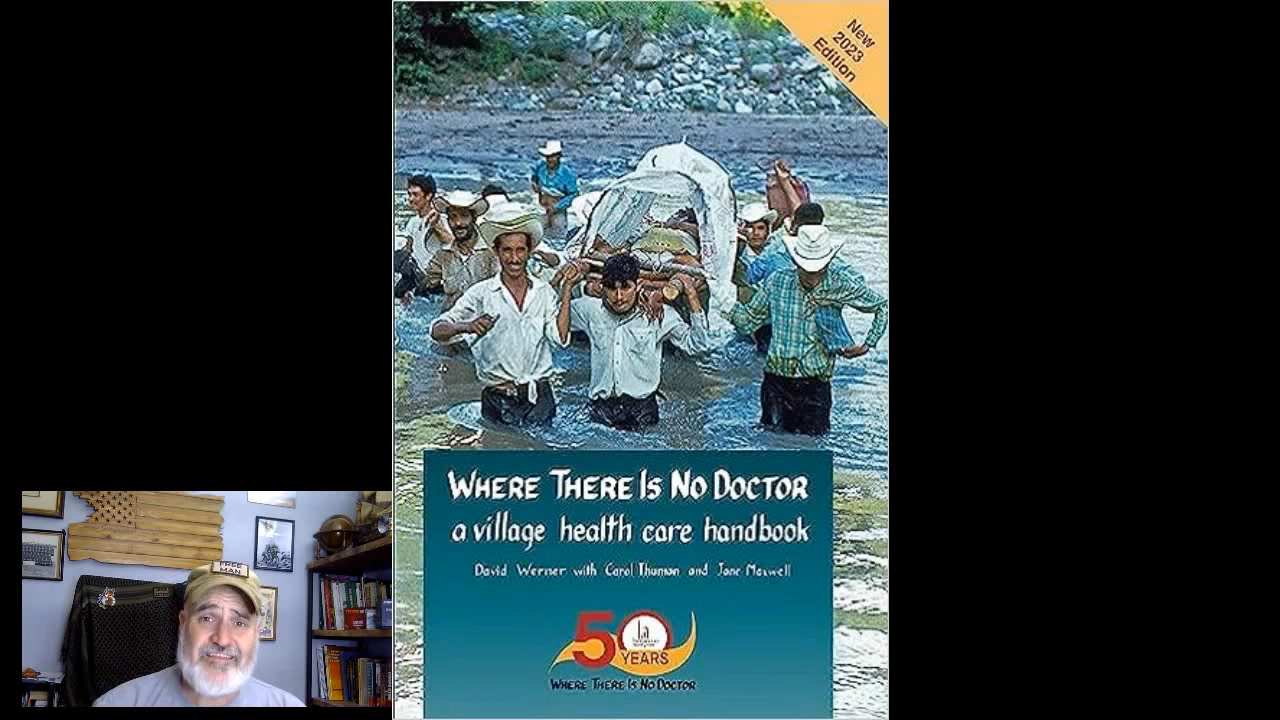 New
2023
Edition
WHERE THERE IS NO DOCTOR
a village health care handbook
David Werner with Carol Thuman and Jane Maxwell
50
YEARS
WHERE THERE IS NO DOCTOR
FREE
MAN